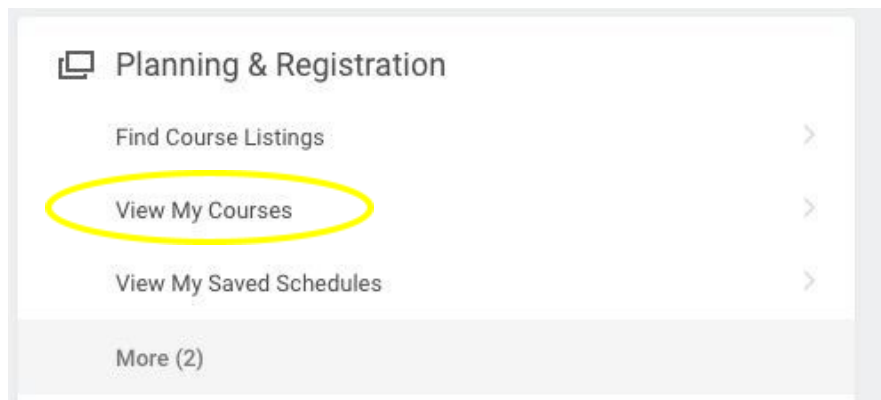 Planning & Registration
Find Course Listings
View My Courses
View My Saved Schedules
More (2)